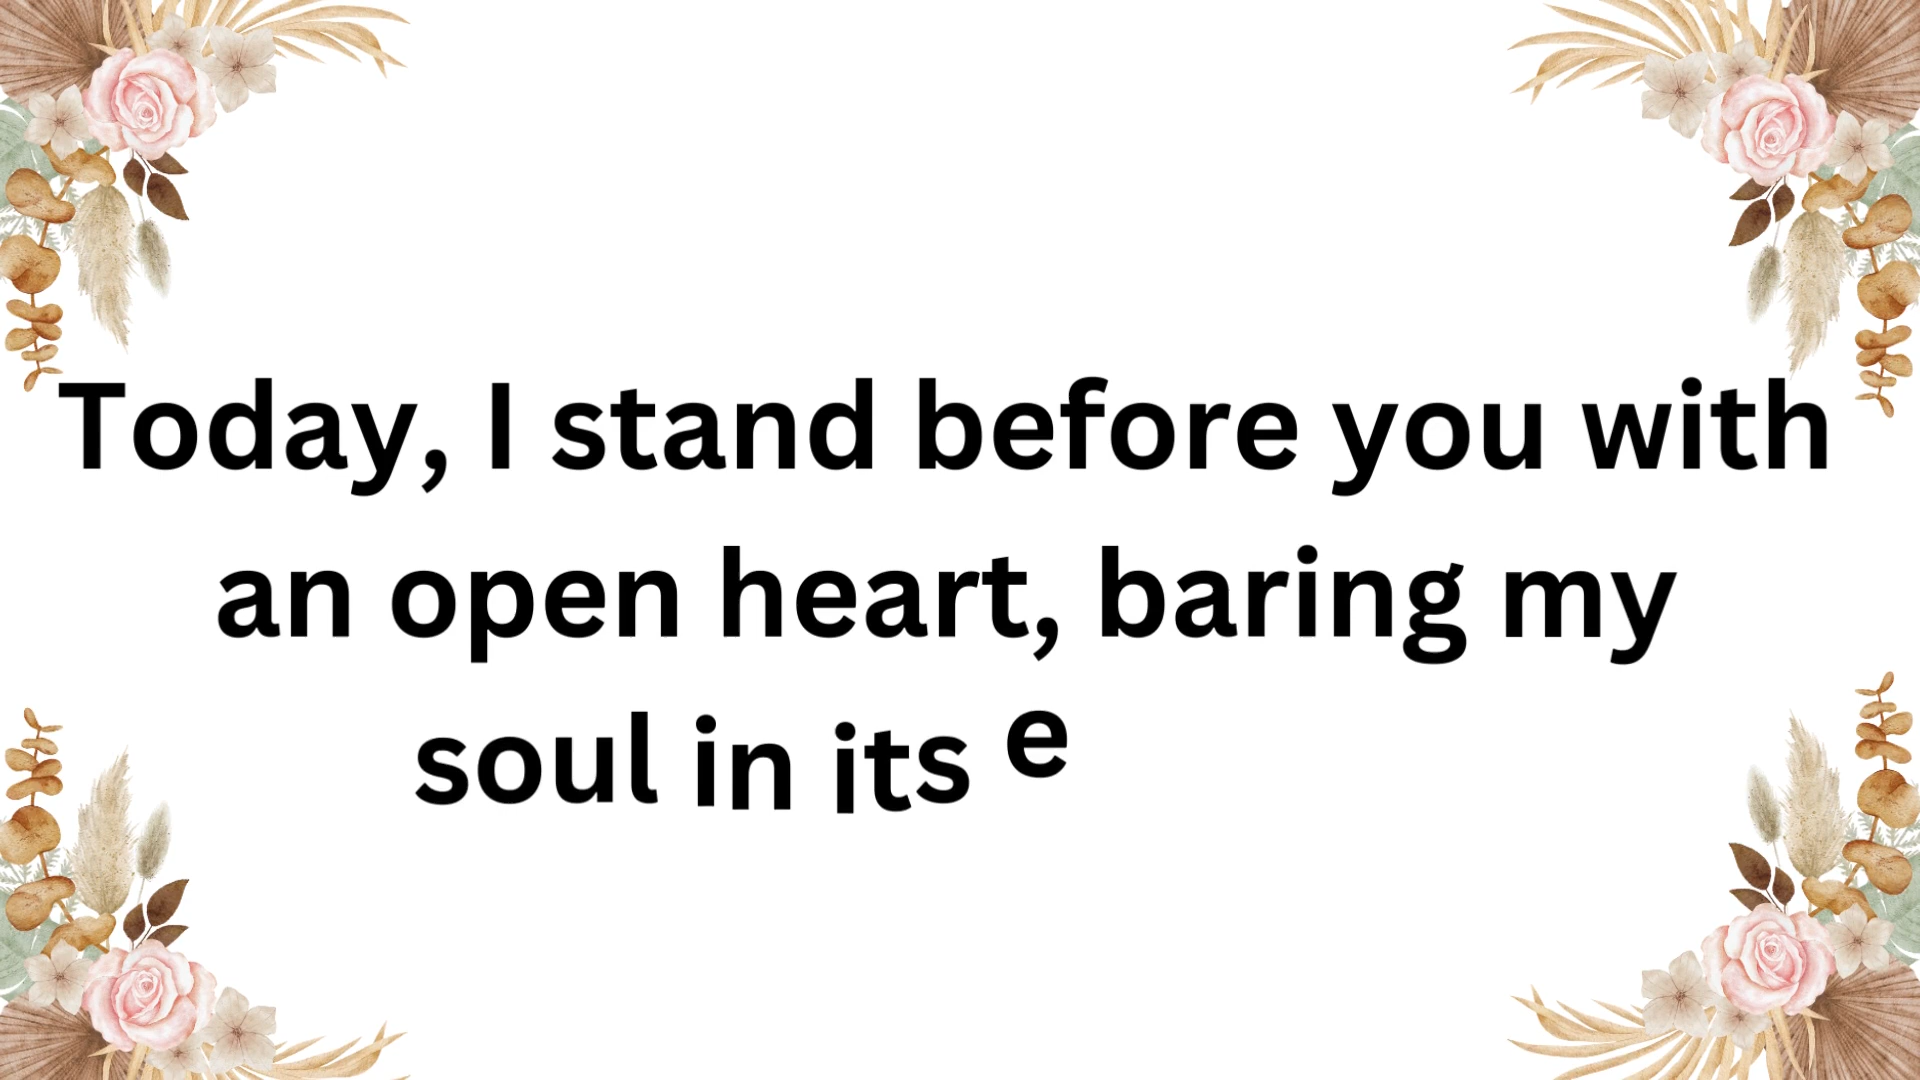 Today, I stand before you with
an open heart, baring my
soul in its e